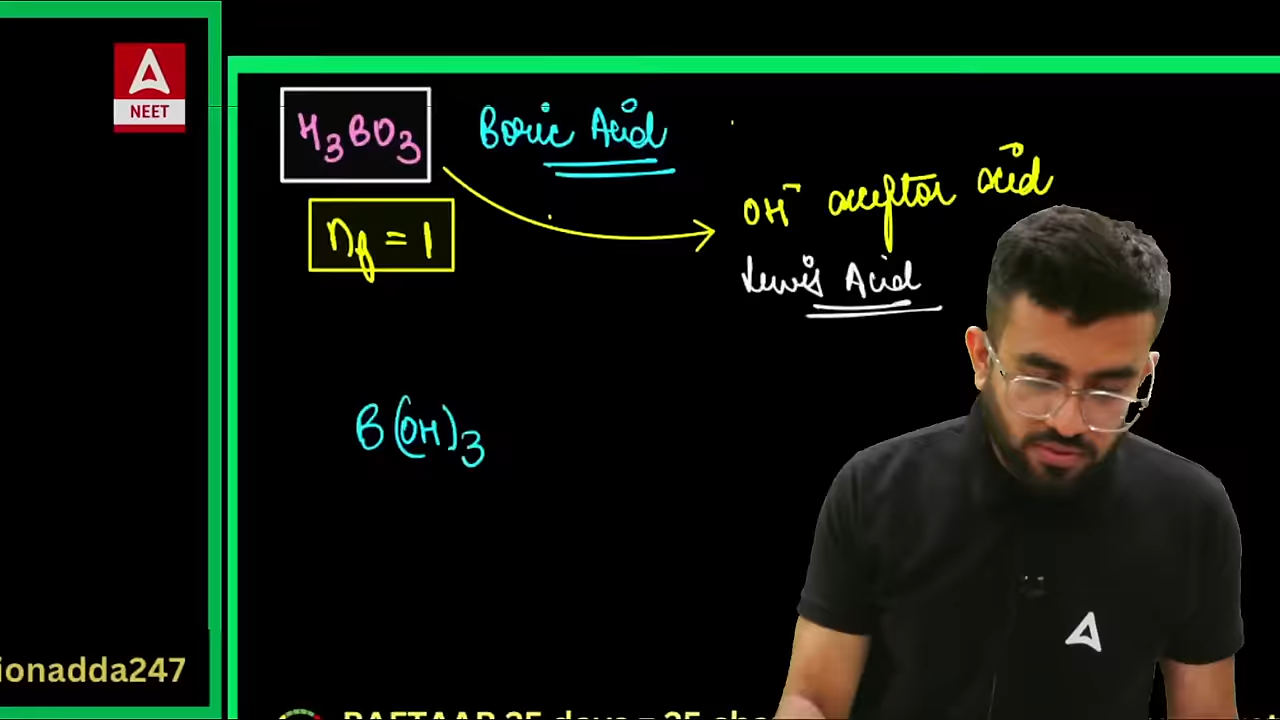 NEET
H3BO3
Boric Acid
nf = 1
OH⁻ acceptor acid
Lewis Acid
B(OH)3
ionadda247